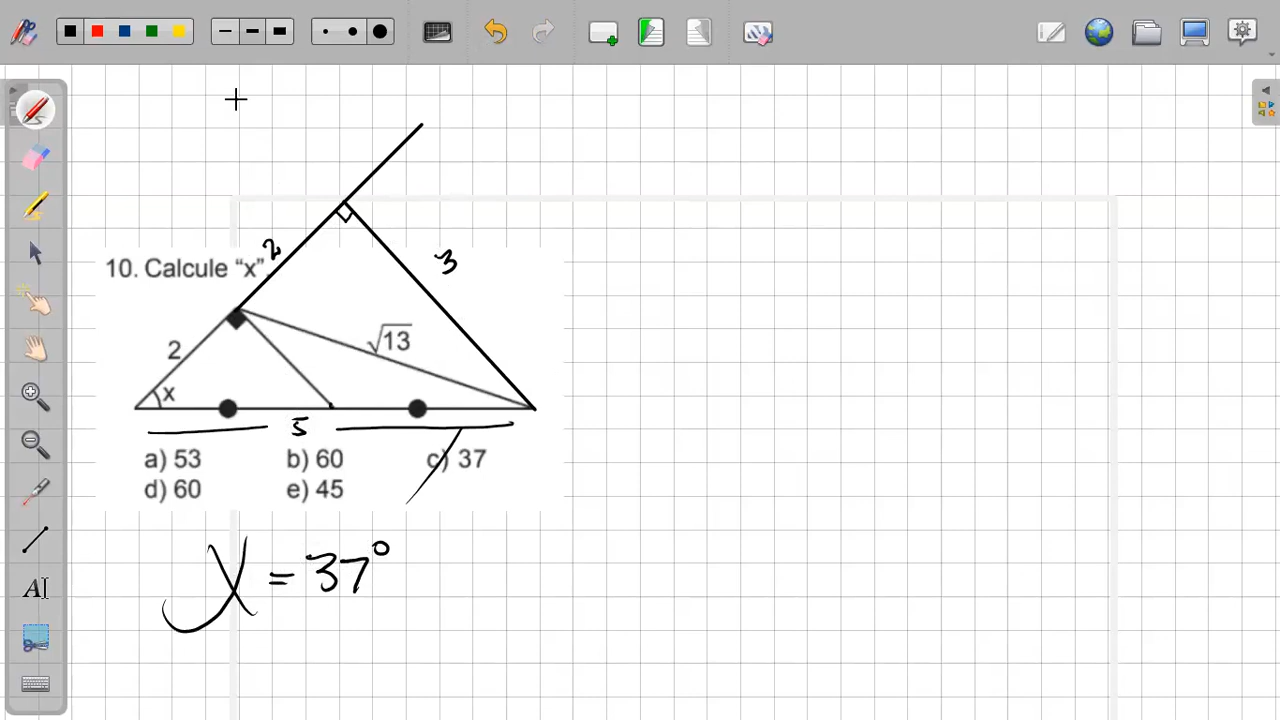 2
3
10. Calcule “x”
√13
2
x
5
a) 53 b) 60 c) 37
d) 60 e) 45
X = 37°